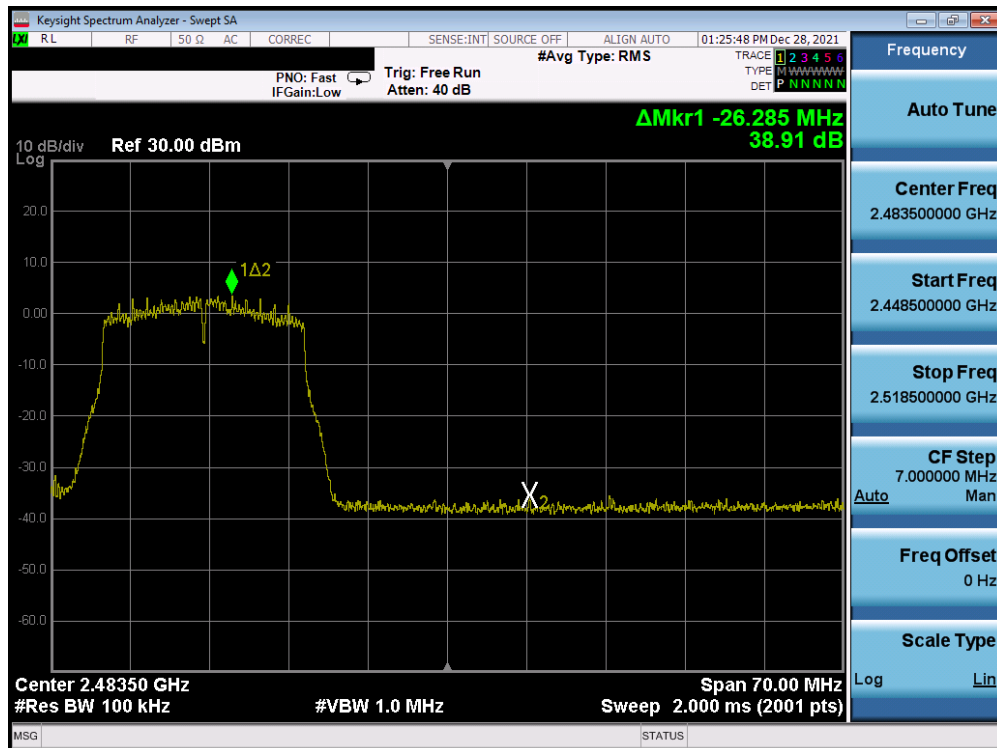 Keysight Spectrum Analyzer - Swept SA
LXI RL RF 50 Ω AC CORREC SENSE:INT SOURCE OFF ALIGN AUTO 01:25:48 PM Dec 28, 2021
#Avg Type: RMS
TRACE 1 2 3 4 5 6
TYPE M W W W W W
DET P N N N N N
PNO: Fast
IFGain:Low
Trig: Free Run
Atten: 40 dB
ΔMkr1 -26.285 MHz
38.91 dB
10 dB/div Ref 30.00 dBm
Log
20.0
10.0
0.00
-10.0
-20.0
-30.0
-40.0
-50.0
-60.0
1Δ2
X2
Center 2.48350 GHz Span 70.00 MHz
#Res BW 100 kHz #VBW 1.0 MHz Sweep 2.000 ms (2001 pts)
MSG STATUS
Frequency
Auto Tune
Center Freq
2.483500000 GHz
Start Freq
2.448500000 GHz
Stop Freq
2.518500000 GHz
CF Step
7.000000 MHz
Auto Man
Freq Offset
0 Hz
Scale Type
Log Lin